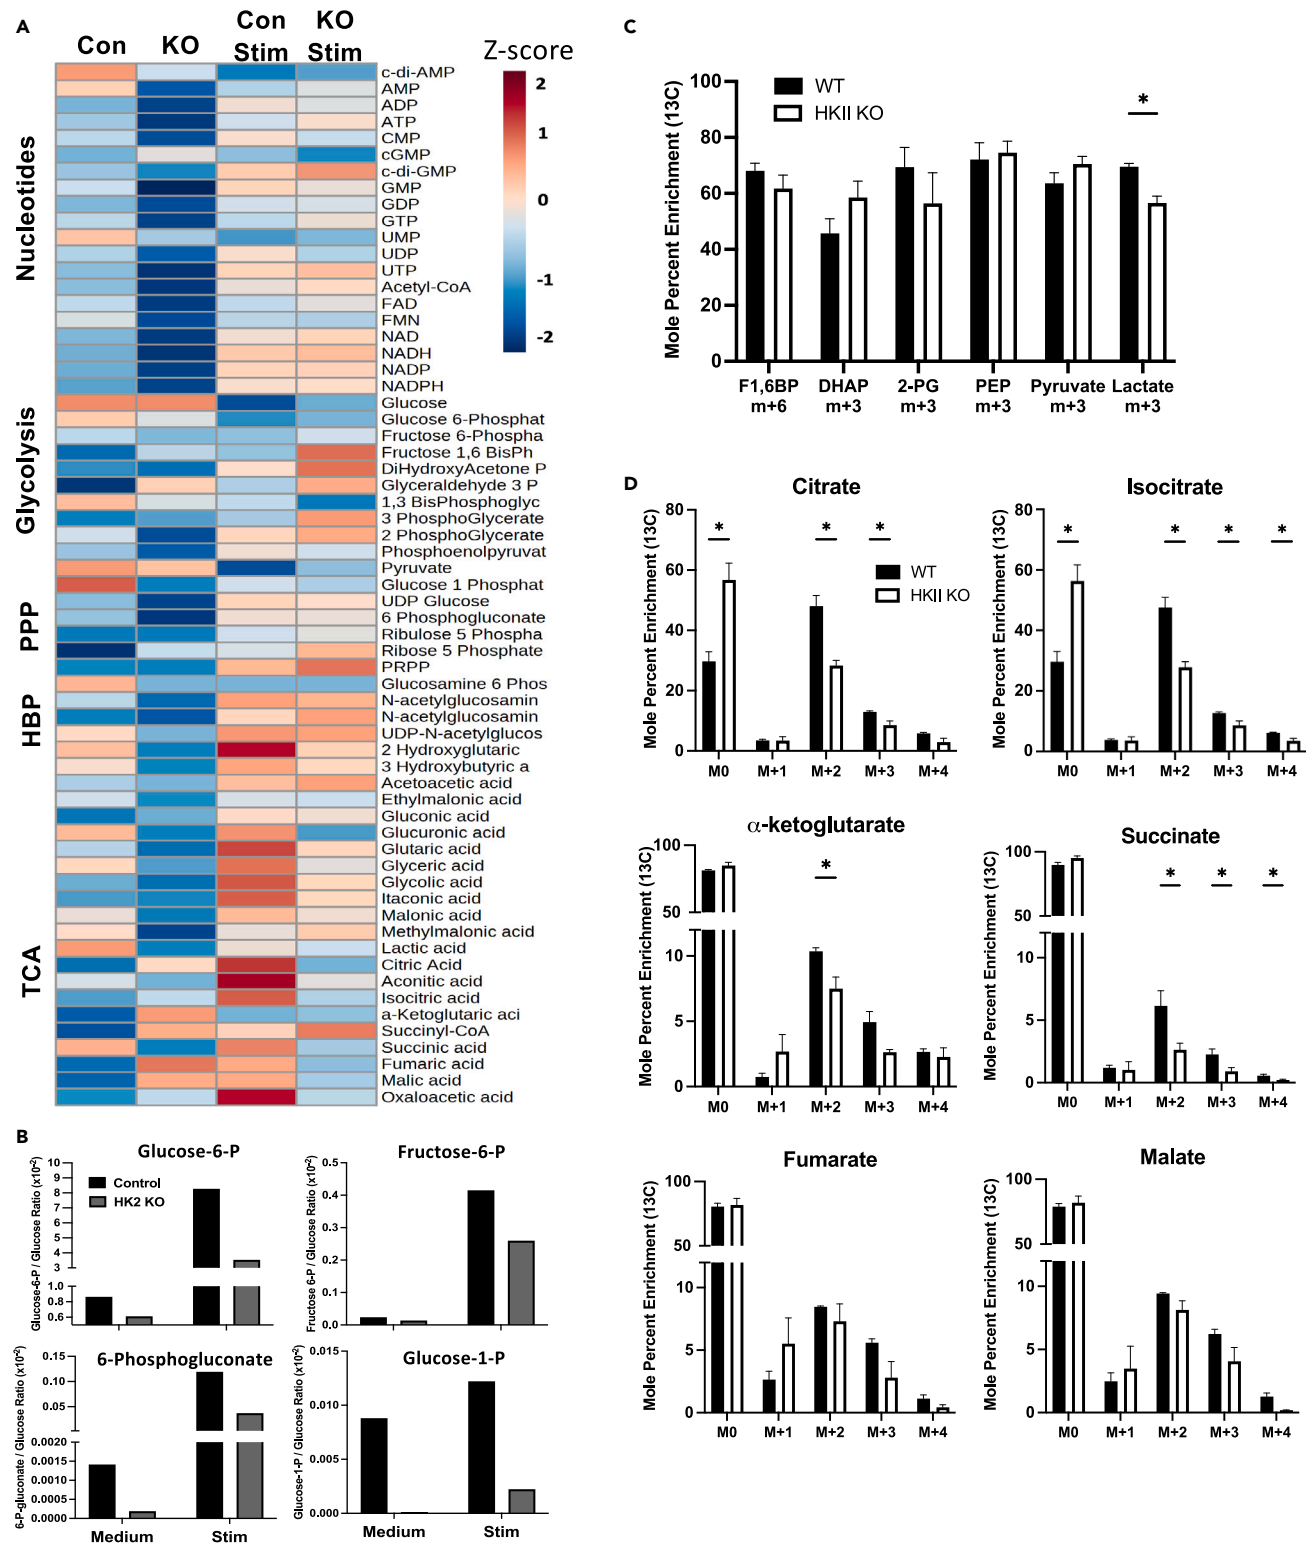 A
Con KO Con Stim KO Stim
Z-score
2
1
0
-1
-2
Nucleotides
c-di-AMP
AMP
ADP
ATP
CMP
cGMP
c-di-GMP
GMP
GDP
GTP
UMP
UDP
UTP
Acetyl-CoA
FAD
FMN
NAD
NADH
NADP
NADPH
Glycolysis
Glucose
Glucose 6-Phosphat
Fructose 6-Phospha
Fructose 1,6 BisPh
DiHydroxyAcetone P
Glyceraldehyde 3 P
1,3 BisPhosphoglyc
3 PhosphoGlycerate
2 PhosphoGlycerate
Phosphoenolpyruvat
Pyruvate
Glucose 1 Phosphat
PPP
UDP Glucose
6 Phosphogluconate
Ribulose 5 Phospha
Ribose 5 Phosphate
PRPP
HBP
Glucosamine 6 Phos
N-acetylglucosamin
N-acetylglucosamin
UDP-N-acetylglucos
2 Hydroxyglutaric
3 Hydroxybutyric a
Acetoacetic acid
Ethylmalonic acid
Gluconic acid
Glucuronic acid
Glutaric acid
Glyceric acid
Glycolic acid
Itaconic acid
Malonic acid
Methylmalonic acid
Lactic acid
TCA
Citric Acid
Aconitic acid
Isocitric acid
a-Ketoglutaric aci
Succinyl-CoA
Succinic acid
Fumaric acid
Malic acid
Oxaloacetic acid
B
Glucose-6-P
Glucose-6-P / Glucose Ratio (x10⁻²)
10
9
8
7
6
5
4
3
1.0
0.8
0.6
Control
HK2 KO
Fructose-6-P
Fructose 6-P / Glucose Ratio (x10⁻²)
0.5
0.4
0.3
0.2
0.1
0.0
6-Phosphogluconate
6-P-gluconate / Glucose Ratio (x10⁻²)
0.15
0.10
0.05
0.0020
0.0015
0.0010
0.0005
0.0000
Medium Stim
Glucose-1-P
Glucose-1-P / Glucose Ratio (x10⁻²)
0.015
0.010
0.005
0.000
Medium Stim
C
Mole Percent Enrichment (13C)
100
80
60
40
20
0
WT
HKII KO
*
F1,6BP DHAP 2-PG PEP Pyruvate Lactate
m+6 m+3 m+3 m+3 m+3 m+3
D
Citrate
Mole Percent Enrichment (13C)
80
60
40
20
0
* * *
WT
HKII KO
M0 M+1 M+2 M+3 M+4
Isocitrate
Mole Percent Enrichment (13C)
80
60
40
20
0
* * * *
M0 M+1 M+2 M+3 M+4
α-ketoglutarate
Mole Percent Enrichment (13C)
100
50
10
5
0
*
M0 M+1 M+2 M+3 M+4
Succinate
Mole Percent Enrichment (13C)
100
50
10
5
0
* * *
M0 M+1 M+2 M+3 M+4
Fumarate
Mole Percent Enrichment (13C)
100
50
10
5
0
M0 M+1 M+2 M+3 M+4
Malate
Mole Percent Enrichment (13C)
100
50
10
5
0
M0 M+1 M+2 M+3 M+4